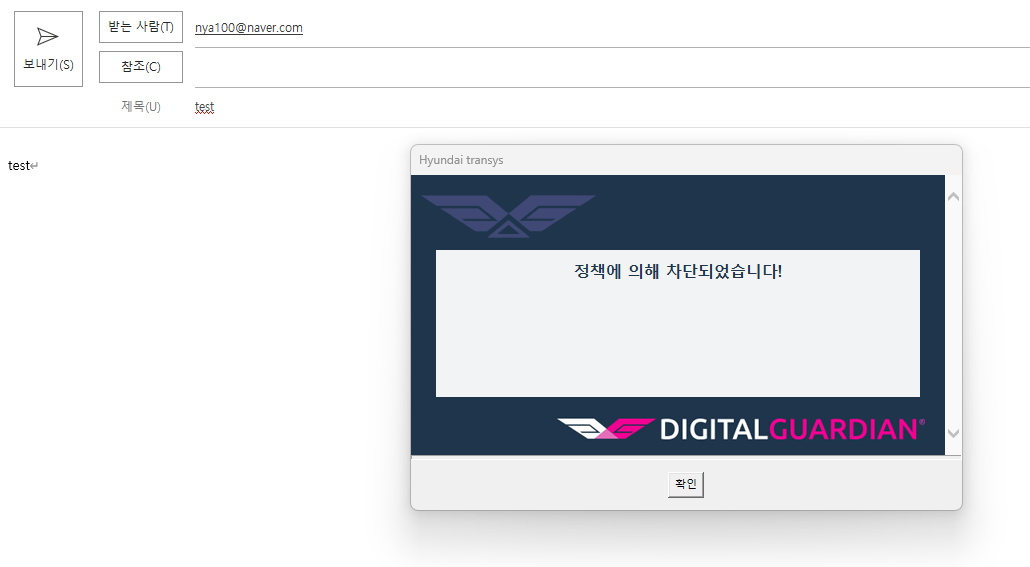 보내기(S)
받는 사람(T)
nya100@naver.com
참조(C)
제목(U)
test
test↵
Hyundai transys
정책에 의해 차단되었습니다!
DIGITALGUARDIAN®
확인